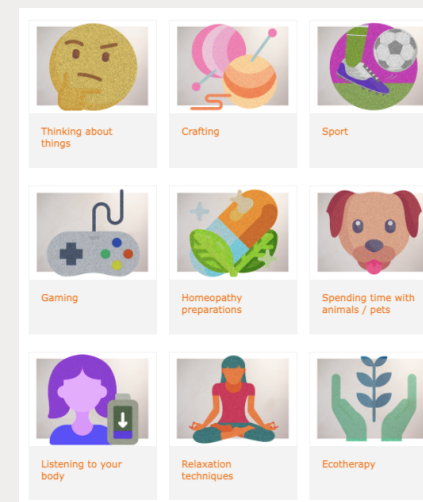 Thinking about
things
Crafting
Sport
Gaming
Homeopathy
preparations
Spending time with
animals / pets
Listening to your
body
Relaxation
techniques
Ecotherapy